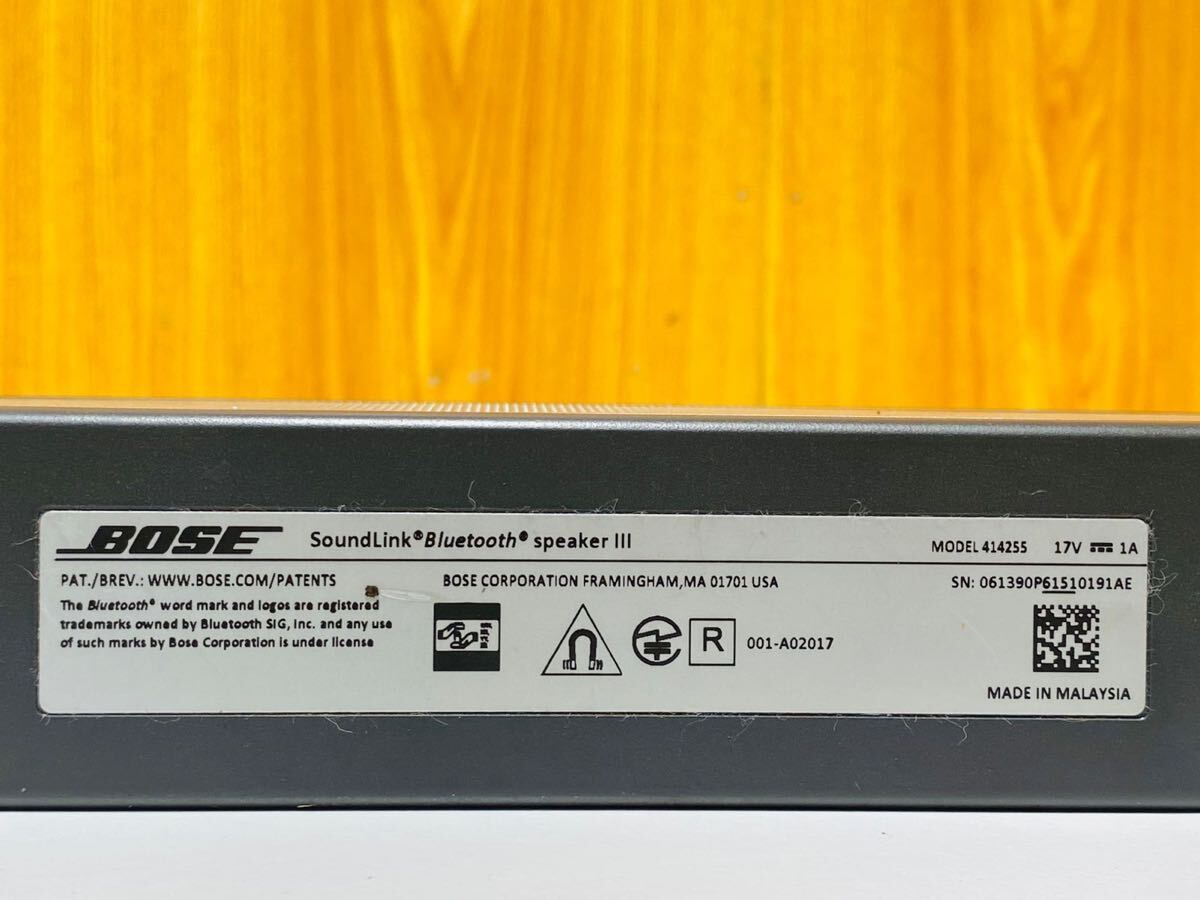 BOSE SoundLink® Bluetooth® speaker III MODEL 414255 17V ⎓ 1A
PAT./BREV.: WWW.BOSE.COM/PATENTS BOSE CORPORATION FRAMINGHAM,MA 01701 USA SN: 061390P61510191AE
The Bluetooth® word mark and logos are registered
trademarks owned by Bluetooth SIG, Inc. and any use
of such marks by Bose Corporation is under license
R 001-A02017
MADE IN MALAYSIA